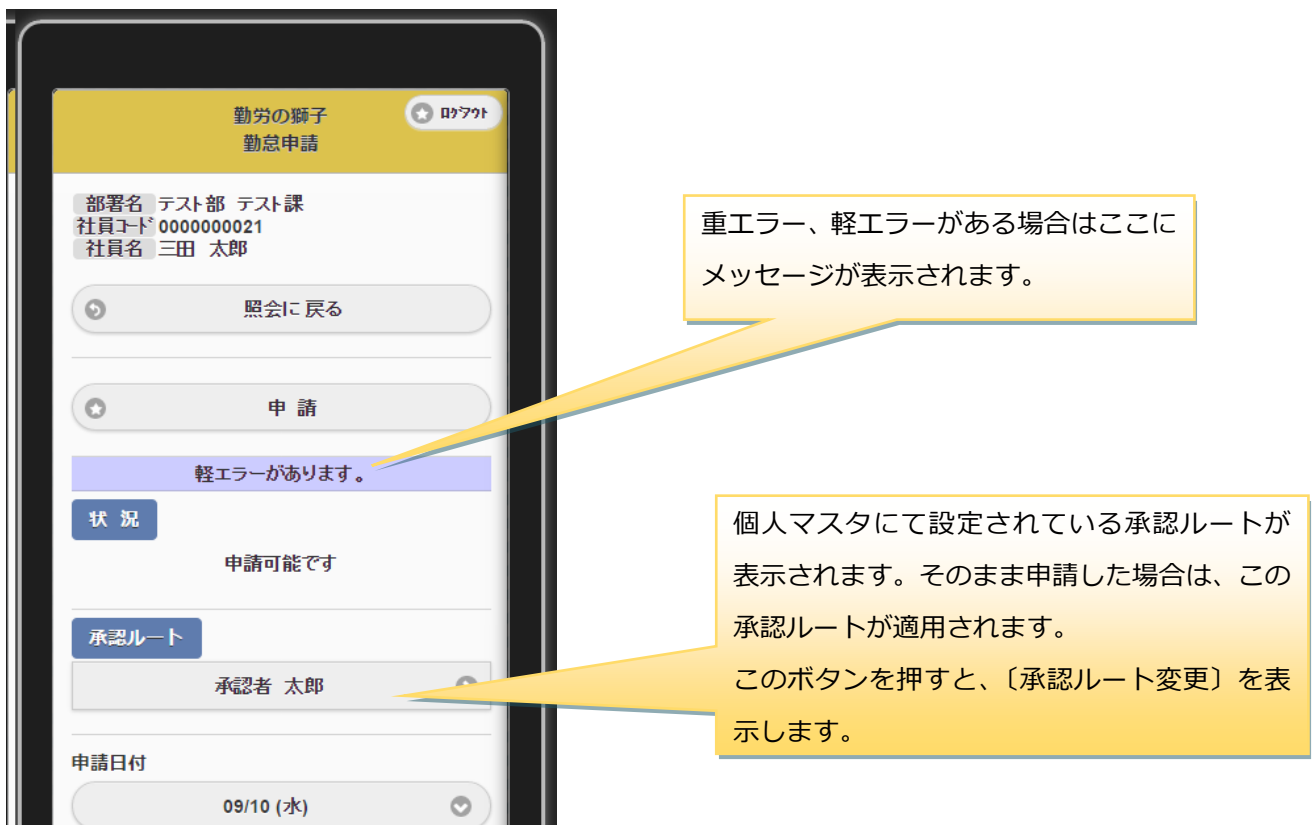 勤労の獅子
ﾛｸﾞｱｳﾄ
勤怠申請
部署名 テスト部 テスト課
社員ｺｰﾄﾞ 0000000021
社員名 三田 太郎
照会に戻る
申 請
軽エラーがあります。
状 況
申請可能です
承認ルート
承認者 太郎
申請日付
09/10 (水)
重エラー、軽エラーがある場合はここに
メッセージが表示されます。
個人マスタにて設定されている承認ルートが
表示されます。そのまま申請した場合は、この
承認ルートが適用されます。
このボタンを押すと、〔承認ルート変更〕を表
示します。